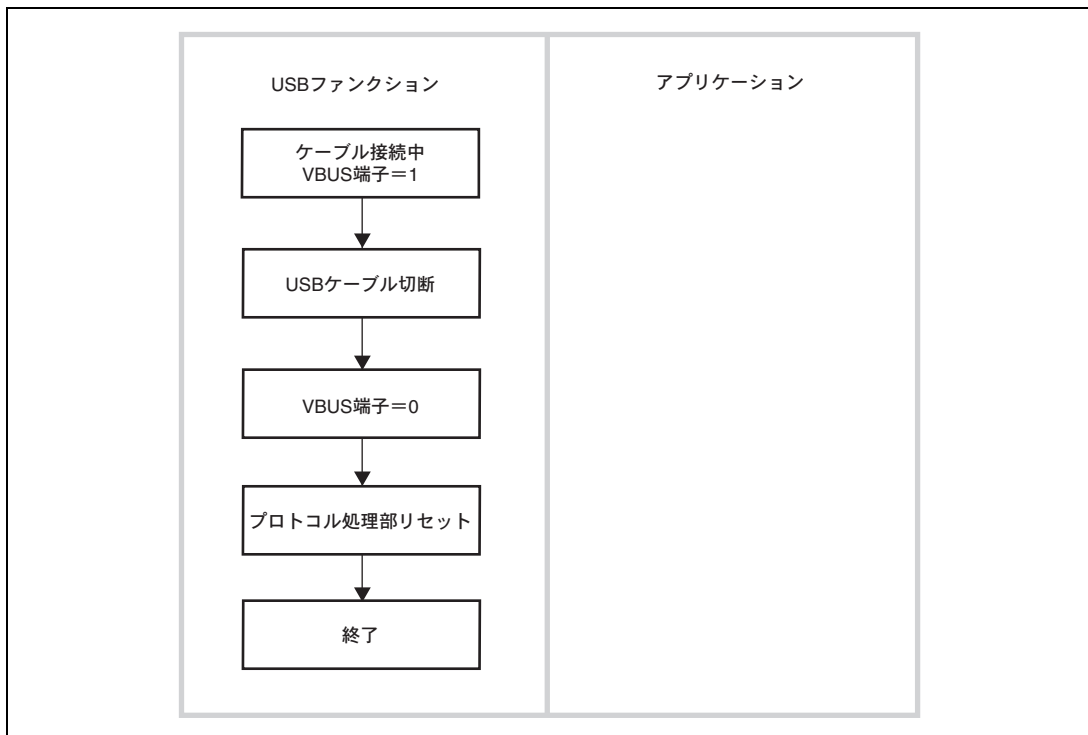 USBファンクション
アプリケーション
ケーブル接続中
VBUS端子＝1
USBケーブル切断
VBUS端子＝0
プロトコル処理部リセット
終了